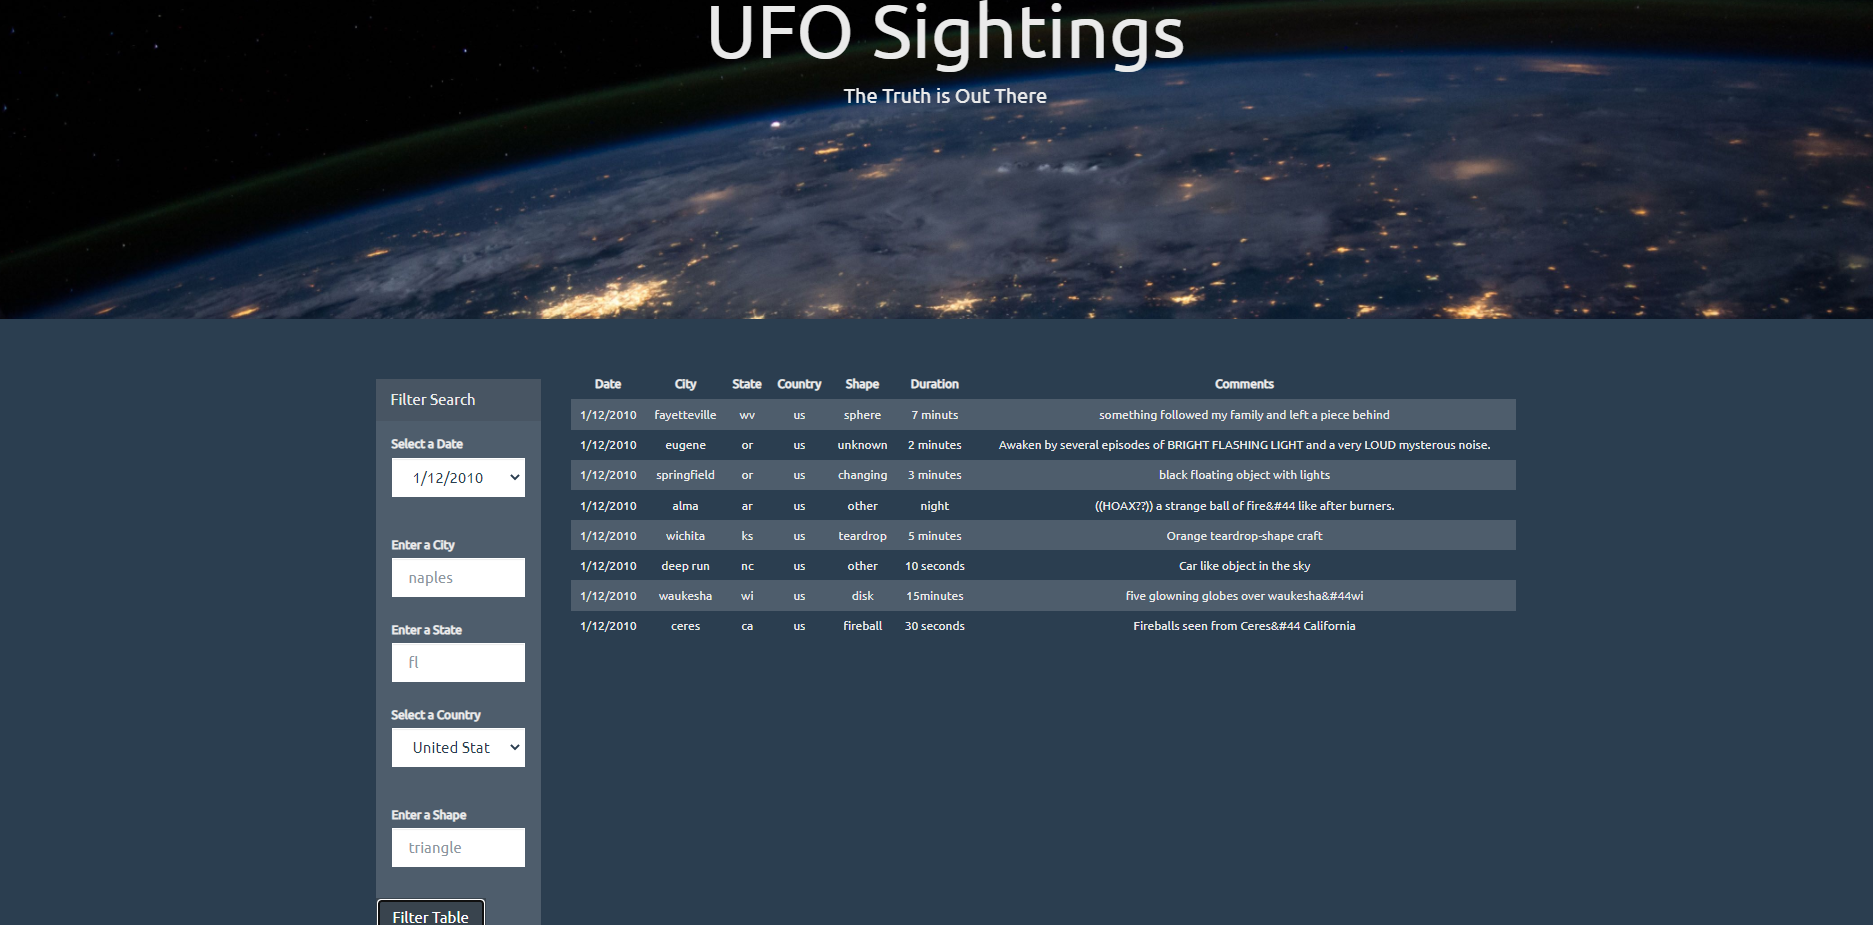 UFO Sightings
The Truth is Out There
Filter Search
Select a Date
1/12/2010
Enter a City
naples
Enter a State
fl
Select a Country
United Stat
Enter a Shape
triangle
Filter Table
Date City State Country Shape Duration Comments
1/12/2010 fayetteville wv us sphere 7 minuts something followed my family and left a piece behind
1/12/2010 eugene or us unknown 2 minutes Awaken by several episodes of BRIGHT FLASHING LIGHT and a very LOUD mysterous noise.
1/12/2010 springfield or us changing 3 minutes black floating object with lights
1/12/2010 alma ar us other night ((HOAX??)) a strange ball of fire&#44 like after burners.
1/12/2010 wichita ks us teardrop 5 minutes Orange teardrop-shape craft
1/12/2010 deep run nc us other 10 seconds Car like object in the sky
1/12/2010 waukesha wi us disk 15minutes five glowning globes over waukesha&#44wi
1/12/2010 ceres ca us fireball 30 seconds Fireballs seen from Ceres&#44 California